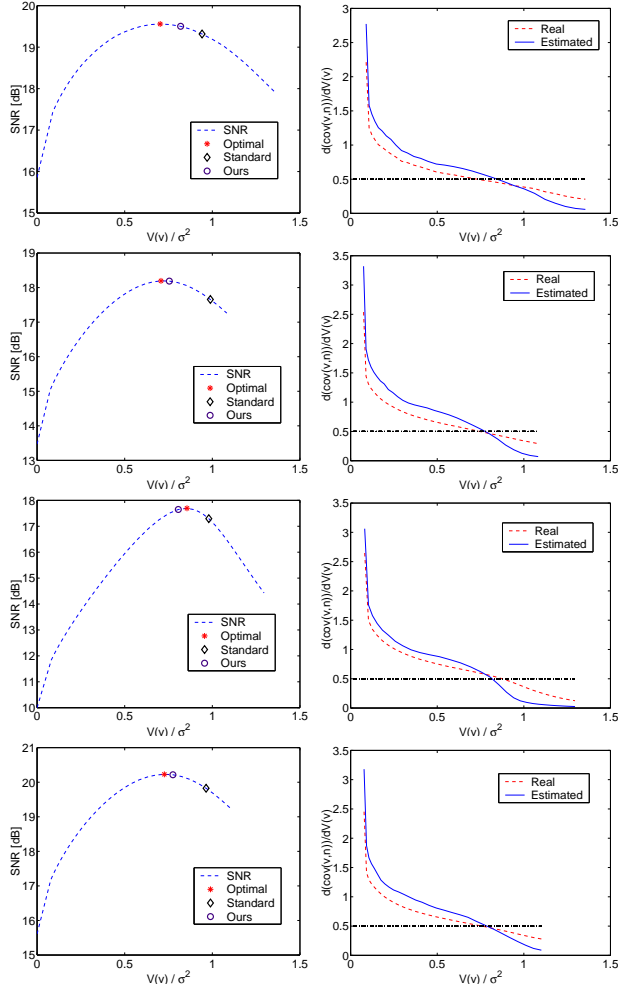 20
19
18
17
16
15
SNR [dB]
SNR
Optimal
Standard
Ours
0 0.5 1 1.5
V(v) / σ²
3
2.5
2
1.5
1
0.5
0
d(cov(v,n))/dV(v)
Real
Estimated
0 0.5 1 1.5
V(v) / σ²
19
18
17
16
15
14
13
SNR [dB]
SNR
Optimal
Standard
Ours
0 0.5 1 1.5
V(v) / σ²
3.5
3
2.5
2
1.5
1
0.5
0
d(cov(v,n))/dV(v)
Real
Estimated
0 0.5 1 1.5
V(v) / σ²
18
17
16
15
14
13
12
11
10
SNR [dB]
SNR
Optimal
Standard
Ours
0 0.5 1 1.5
V(v) / σ²
3.5
3
2.5
2
1.5
1
0.5
0
d(cov(v,n))/dV(v)
Real
Estimated
0 0.5 1 1.5
V(v) / σ²
21
20
19
18
17
16
15
SNR [dB]
SNR
Optimal
Standard
Ours
0 0.5 1 1.5
V(v) / σ²
3.5
3
2.5
2
1.5
1
0.5
0
d(cov(v,n))/dV(v)
Real
Estimated
0 0.5 1 1.5
V(v) / σ²